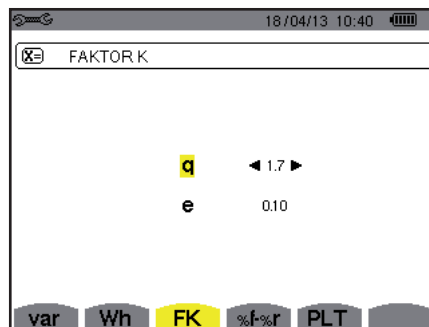 18/04/13 10:40
X= FAKTOR K
q ◄ 1.7 ►
e 0.10
var Wh FK %f-%r PLT